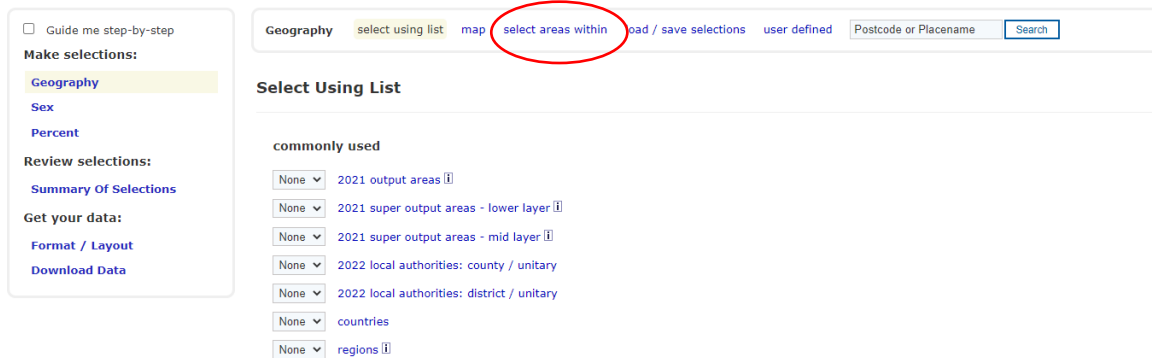 Guide me step-by-step
Make selections:
Geography
Sex
Percent
Review selections:
Summary Of Selections
Get your data:
Format / Layout
Download Data
Geography select using list map select areas within oad / save selections user defined Postcode or Placename Search
Select Using List
commonly used
None 2021 output areas i
None 2021 super output areas - lower layer i
None 2021 super output areas - mid layer i
None 2022 local authorities: county / unitary
None 2022 local authorities: district / unitary
None countries
None regions i